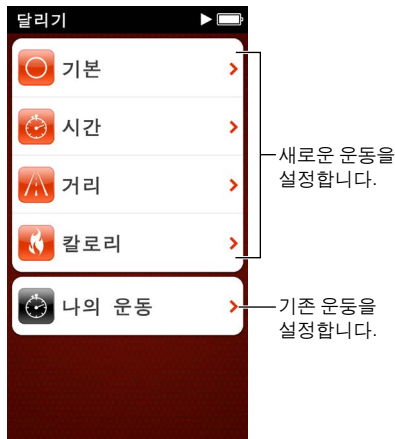 달리기
기본
시간
거리
칼로리
나의 운동
새로운 운동을
설정합니다.
기존 운둥을
설정합니다.